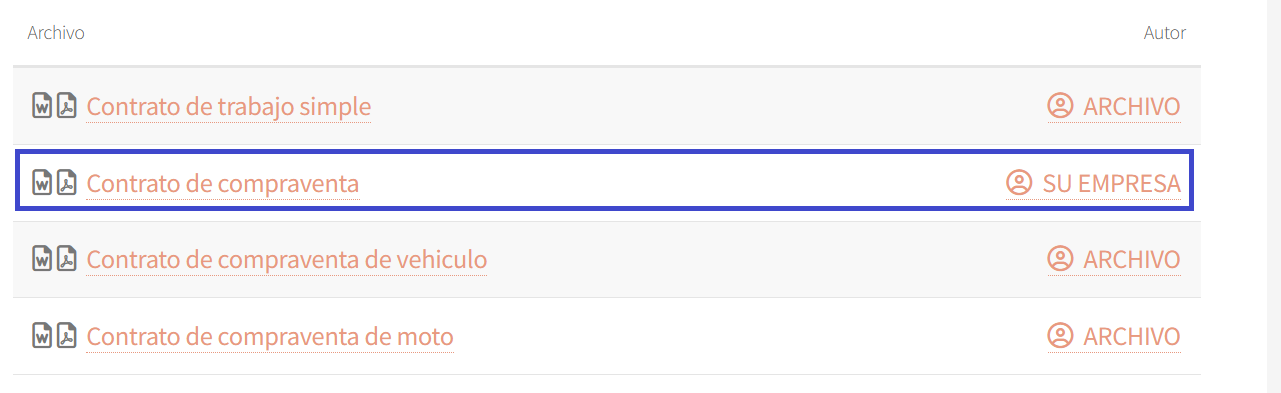 Archivo Autor
Contrato de trabajo simple ARCHIVO
Contrato de compraventa SU EMPRESA
Contrato de compraventa de vehiculo ARCHIVO
Contrato de compraventa de moto ARCHIVO